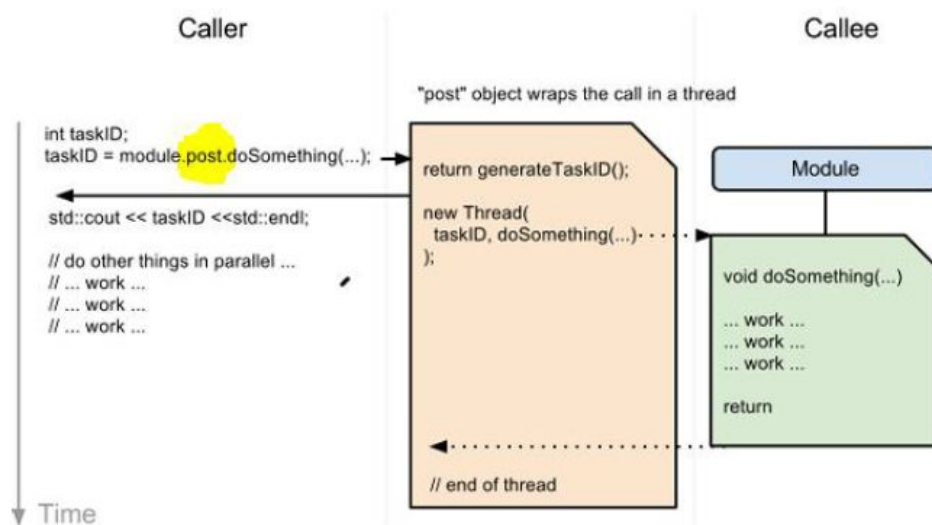 Caller
Callee
"post" object wraps the call in a thread
int taskID;
taskID = module.post.doSomething(...);
std::cout << taskID <<std::endl;
// do other things in parallel ...
// ... work ...
// ... work ...
// ... work ...
return generateTaskID();
new Thread(
taskID, doSomething(...)
);
// end of thread
Module
void doSomething(...)
... work ...
... work ...
... work ...
return
Time